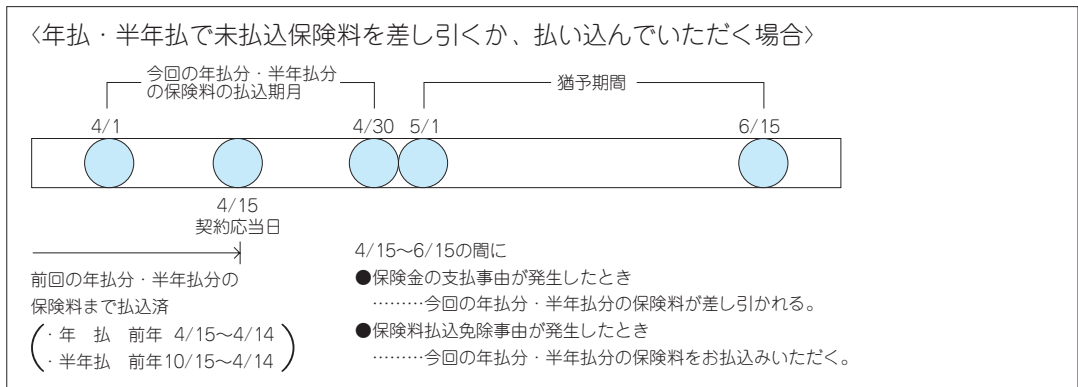 〈年払・半年払で未払込保険料を差し引くか、払い込んでいただく場合〉
今回の年払分・半年払分
の保険料の払込期月
猶予期間
4/1
4/30
5/1
6/15
4/15
契約応当日
前回の年払分・半年払分の
保険料まで払込済
・年　払　前年 4/15〜4/14
・半年払　前年10/15〜4/14
4/15〜6/15の間に
●保険金の支払事由が発生したとき
………今回の年払分・半年払分の保険料が差し引かれる。
●保険料払込免除事由が発生したとき
………今回の年払分・半年払分の保険料をお払込みいただく。